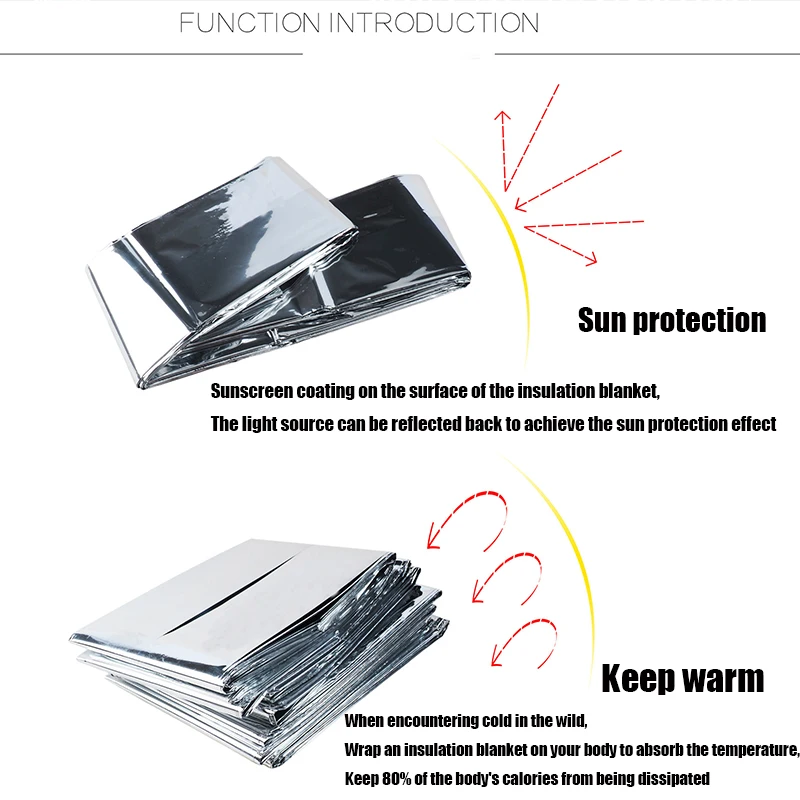 FUNCTION INTRODUCTION
Sun protection
Sunscreen coating on the surface of the insulation blanket,
The light source can be reflected back to achieve the sun protection effect
Keep warm
When encountering cold in the wild,
Wrap an insulation blanket on your body to absorb the temperature,
Keep 80% of the body's calories from being dissipated